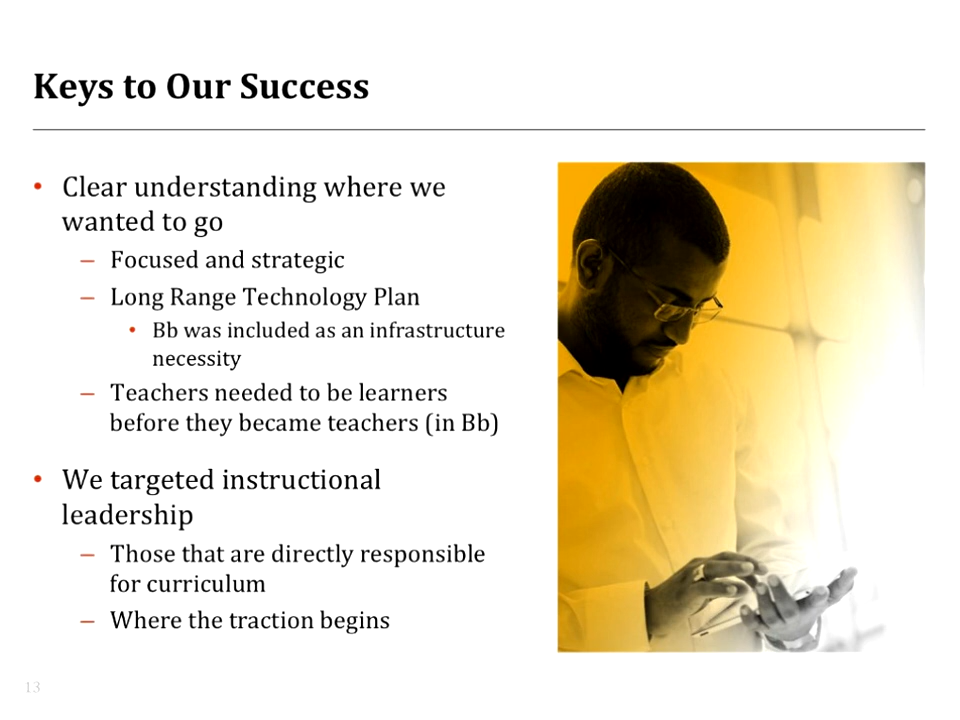 Keys to Our Success
• Clear understanding where we
wanted to go
– Focused and strategic
– Long Range Technology Plan
• Bb was included as an infrastructure
necessity
– Teachers needed to be learners
before they became teachers (in Bb)
• We targeted instructional
leadership
– Those that are directly responsible
for curriculum
– Where the traction begins
13